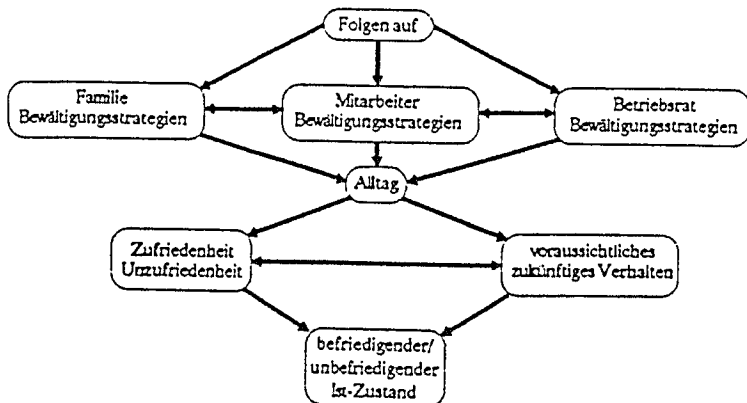 Folgen auf
Familie
Bewältigungsstrategien
Mitarbeiter
Bewältigungsstrategien
Betriebsrat
Bewältigungsstrategien
Alltag
Zufriedenheit
Unzufriedenheit
voraussichtliches
zukünftiges Verhalten
befriedigender/
unbefriedigender
Ist-Zustand